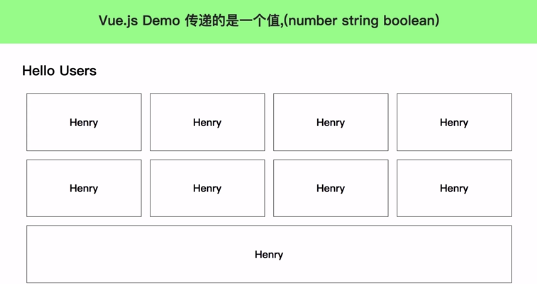 Vue.js Demo 传递的是一个值,(number string boolean)
Hello Users
Henry Henry Henry Henry
Henry Henry Henry Henry
Henry